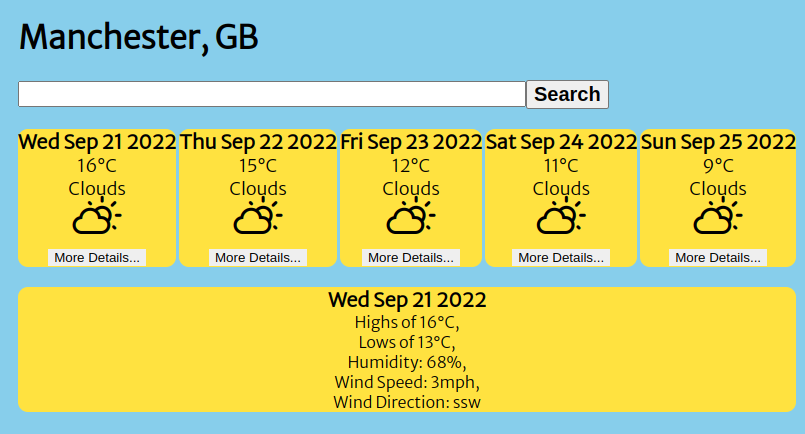 Manchester, GB
Search
Wed Sep 21 2022 Thu Sep 22 2022 Fri Sep 23 2022 Sat Sep 24 2022 Sun Sep 25 2022
16°C 15°C 12°C 11°C 9°C
Clouds Clouds Clouds Clouds Clouds
More Details... More Details... More Details... More Details... More Details...
Wed Sep 21 2022
Highs of 16°C,
Lows of 13°C,
Humidity: 68%,
Wind Speed: 3mph,
Wind Direction: ssw